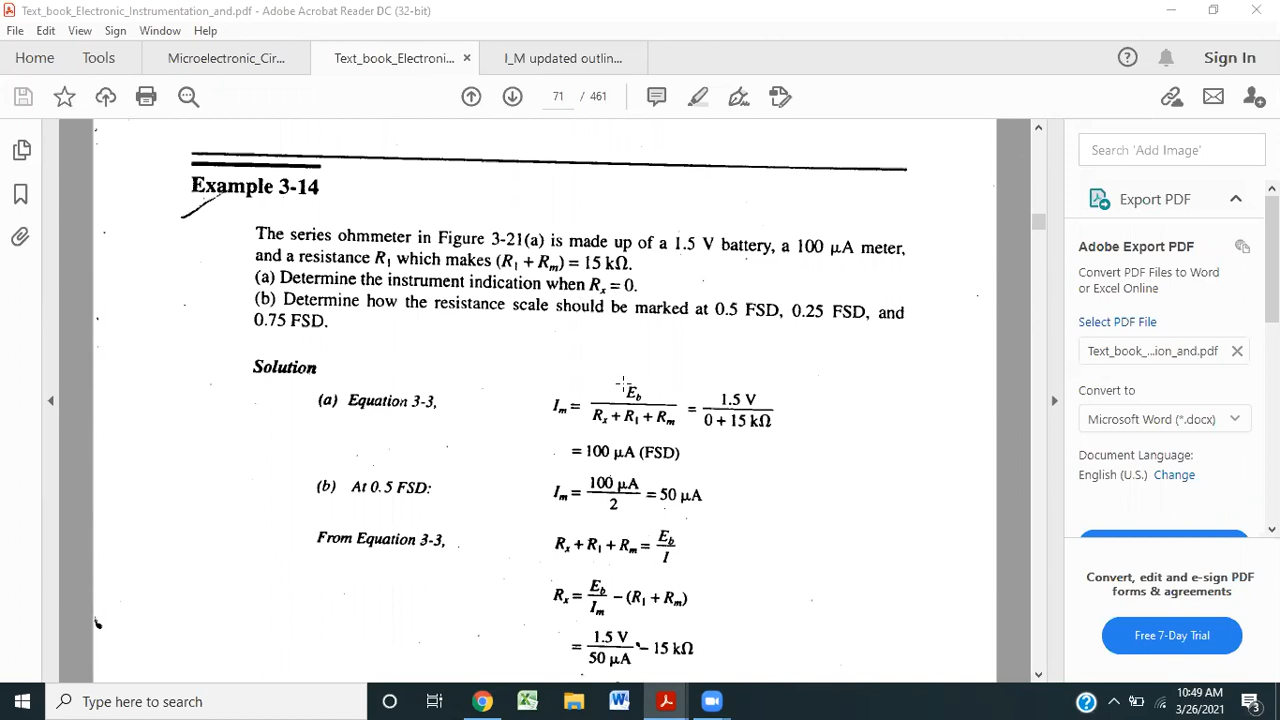 Text_book_Electronic_Instrumentation_and.pdf - Adobe Acrobat Reader DC (32-bit)
File Edit View Sign Window Help
Home Tools Microelectronic_Cir... Text_book_Electroni... × I_M updated outlin... Sign In
71 / 461
Search 'Add Image'
Export PDF
Adobe Export PDF
Convert PDF Files to Word
or Excel Online
Select PDF File
Text_book_...ion_and.pdf ×
Convert to
Microsoft Word (*.docx)
Document Language:
English (U.S.) Change
Convert, edit and e-sign PDF
forms & agreements
Free 7-Day Trial
Example 3-14
The series ohmmeter in Figure 3-21(a) is made up of a 1.5 V battery, a 100 μA meter,
and a resistance R₁ which makes (R₁ + Rₘ) = 15 kΩ.
(a) Determine the instrument indication when Rₓ = 0.
(b) Determine how the resistance scale should be marked at 0.5 FSD, 0.25 FSD, and
0.75 FSD.
Solution
(a) Equation 3-3, Iₘ = E_b / (Rₓ + R₁ + Rₘ) = 1.5 V / (0 + 15 kΩ)
= 100 μA (FSD)
(b) At 0.5 FSD: Iₘ = 100 μA / 2 = 50 μA
From Equation 3-3, Rₓ + R₁ + Rₘ = E_b / I
Rₓ = E_b / Iₘ – (R₁ + Rₘ)
= 1.5 V / 50 μA – 15 kΩ
Type here to search
10:49 AM
3/26/2021
3